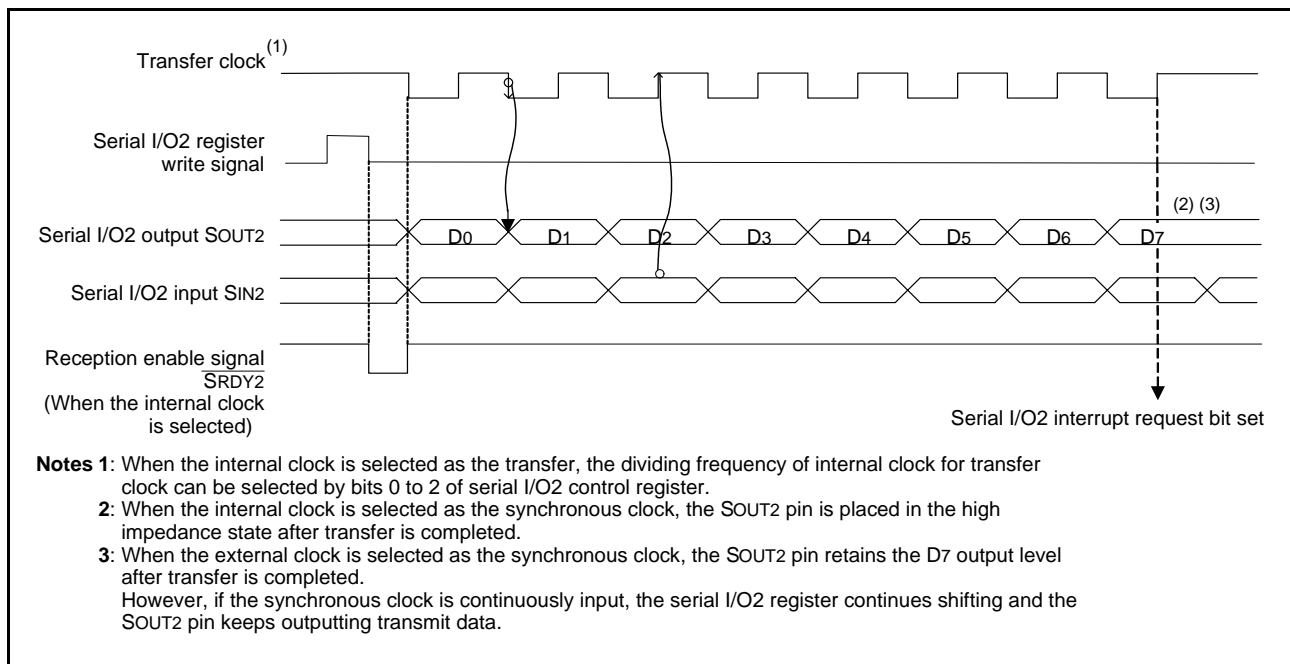 Transfer clock (1)
Serial I/O2 register
write signal
(2) (3)
Serial I/O2 output SOUT2
D0 D1 D2 D3 D4 D5 D6 D7
Serial I/O2 input SIN2
Reception enable signal
SRDY2
(When the internal clock
is selected)
Serial I/O2 interrupt request bit set
Notes 1: When the internal clock is selected as the transfer, the dividing frequency of internal clock for transfer
clock can be selected by bits 0 to 2 of serial I/O2 control register.
2: When the internal clock is selected as the synchronous clock, the SOUT2 pin is placed in the high
impedance state after transfer is completed.
3: When the external clock is selected as the synchronous clock, the SOUT2 pin retains the D7 output level
after transfer is completed.
However, if the synchronous clock is continuously input, the serial I/O2 register continues shifting and the
SOUT2 pin keeps outputting transmit data.